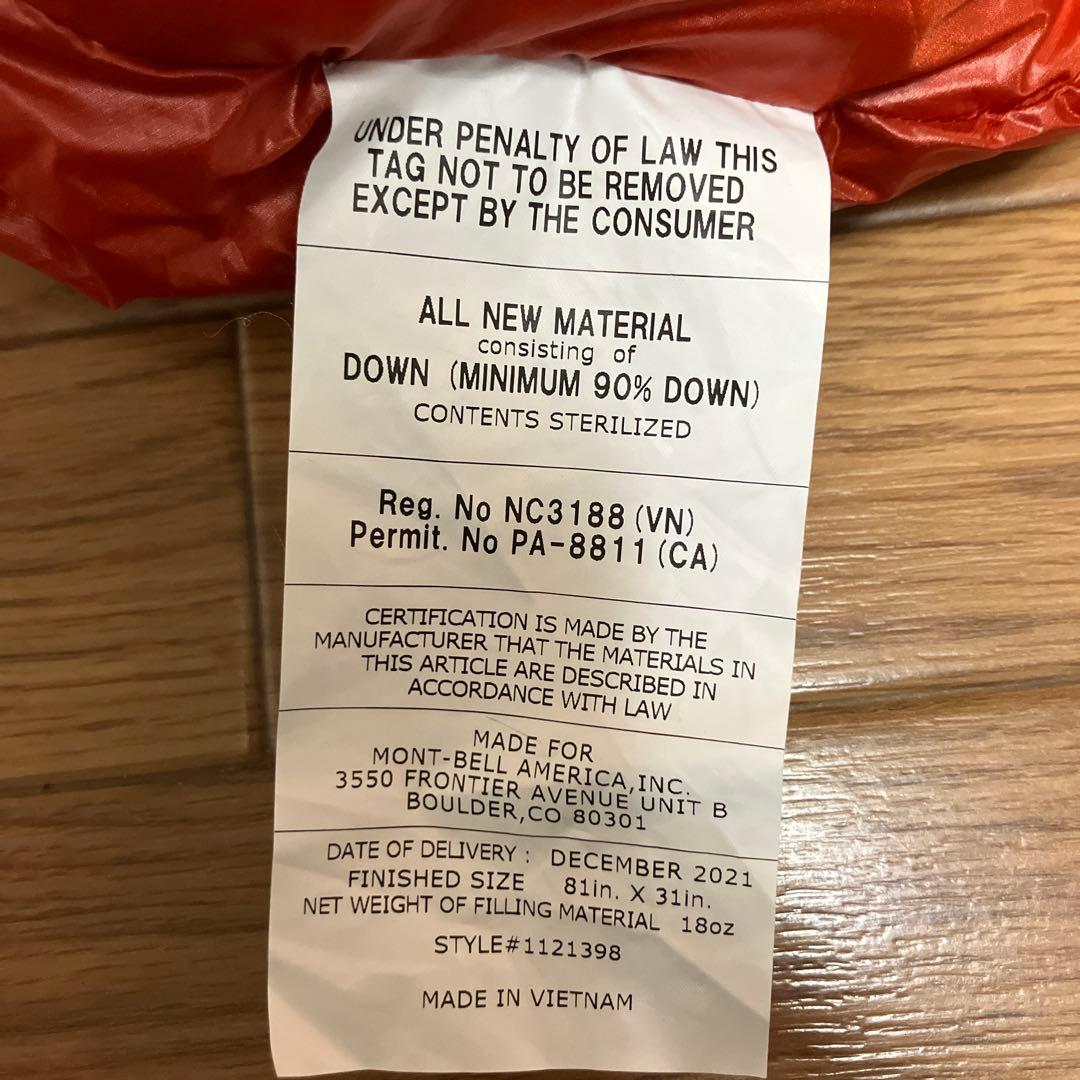 UNDER PENALTY OF LAW THIS
TAG NOT TO BE REMOVED
EXCEPT BY THE CONSUMER
ALL NEW MATERIAL
consisting of
DOWN (MINIMUM 90% DOWN)
CONTENTS STERILIZED
Reg. No NC3188 (VN)
Permit. No PA-8811 (CA)
CERTIFICATION IS MADE BY THE
MANUFACTURER THAT THE MATERIALS IN
THIS ARTICLE ARE DESCRIBED IN
ACCORDANCE WITH LAW
MADE FOR
MONT-BELL AMERICA,INC.
3550 FRONTIER AVENUE UNIT B
BOULDER,CO 80301
DATE OF DELIVERY : DECEMBER 2021
FINISHED SIZE 81in. X 31in.
NET WEIGHT OF FILLING MATERIAL 18oz
STYLE#1121398
MADE IN VIETNAM